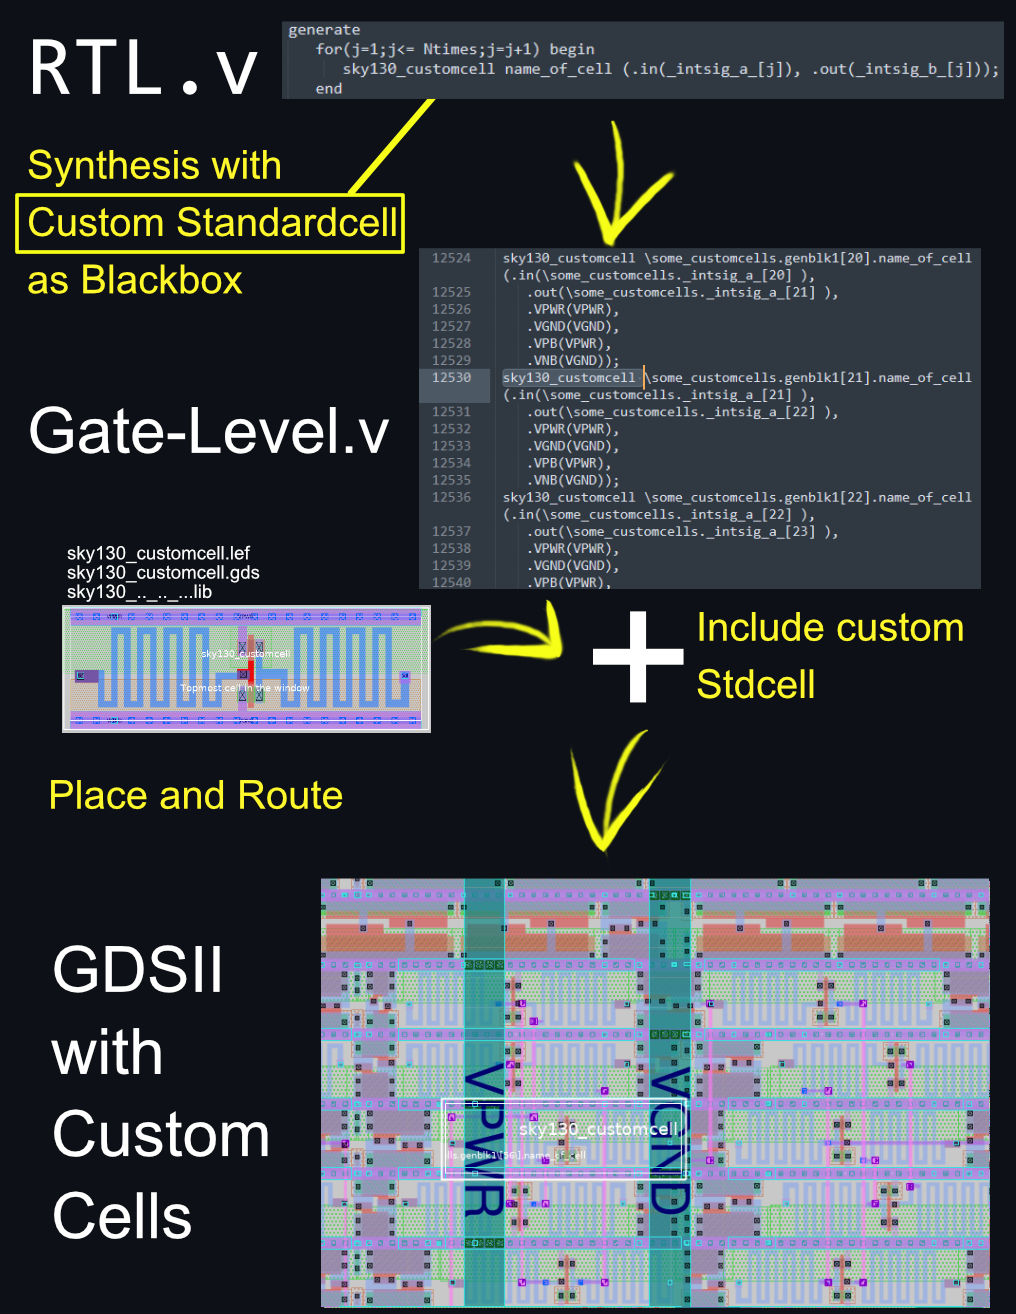 RTL.v
generate
for(j=1;j<= Ntimes;j=j+1) begin
sky130_customcell name_of_cell (.in(_intsig_a_[j]), .out(_intsig_b_[j]));
end
Synthesis with
Custom Standardcell
as Blackbox
12524 sky130_customcell \some_customcells.genblk1[20].name_of_cell
(.in(\some_customcells._intsig_a_[20] ),
12525 .out(\some_customcells._intsig_a_[21] ),
12526 .VPWR(VPWR),
12527 .VGND(VGND),
12528 .VPB(VPWR),
12529 .VNB(VGND));
12530 sky130_customcell \some_customcells.genblk1[21].name_of_cell
(.in(\some_customcells._intsig_a_[21] ),
12531 .out(\some_customcells._intsig_a_[22] ),
12532 .VPWR(VPWR),
12533 .VGND(VGND),
12534 .VPB(VPWR),
12535 .VNB(VGND));
12536 sky130_customcell \some_customcells.genblk1[22].name_of_cell
(.in(\some_customcells._intsig_a_[22] ),
12537 .out(\some_customcells._intsig_a_[23] ),
12538 .VPWR(VPWR),
12539 .VGND(VGND),
12540 .VPB(VPWR),
Gate-Level.v
sky130_customcell.lef
sky130_customcell.gds
sky130_.._.._...lib
sky130_customcell
Topmost cell in the window
Include custom
Stdcell
Place and Route
GDSII
with
Custom
Cells
VPWR
VGND
sky130_customcell
lls.genblk1\[56\].name_of_cell